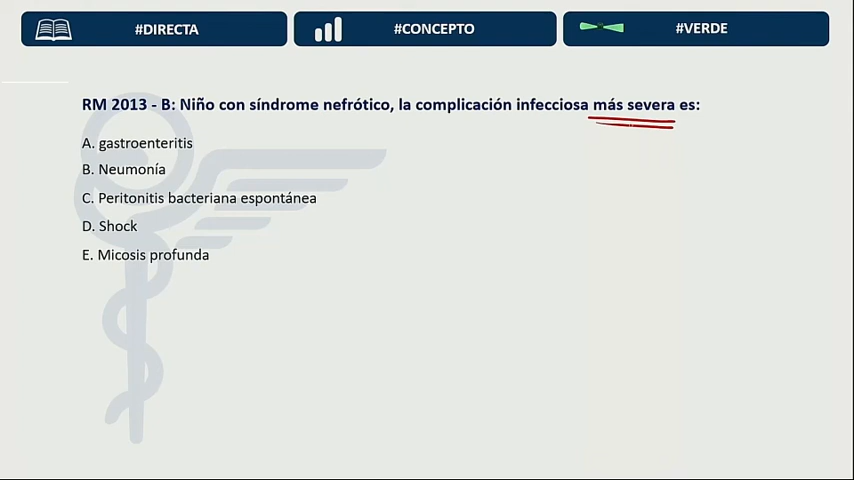 #DIRECTA
#CONCEPTO
#VERDE
RM 2013 - B: Niño con síndrome nefrótico, la complicación infecciosa más severa es:
A. gastroenteritis
B. Neumonía
C. Peritonitis bacteriana espontánea
D. Shock
E. Micosis profunda